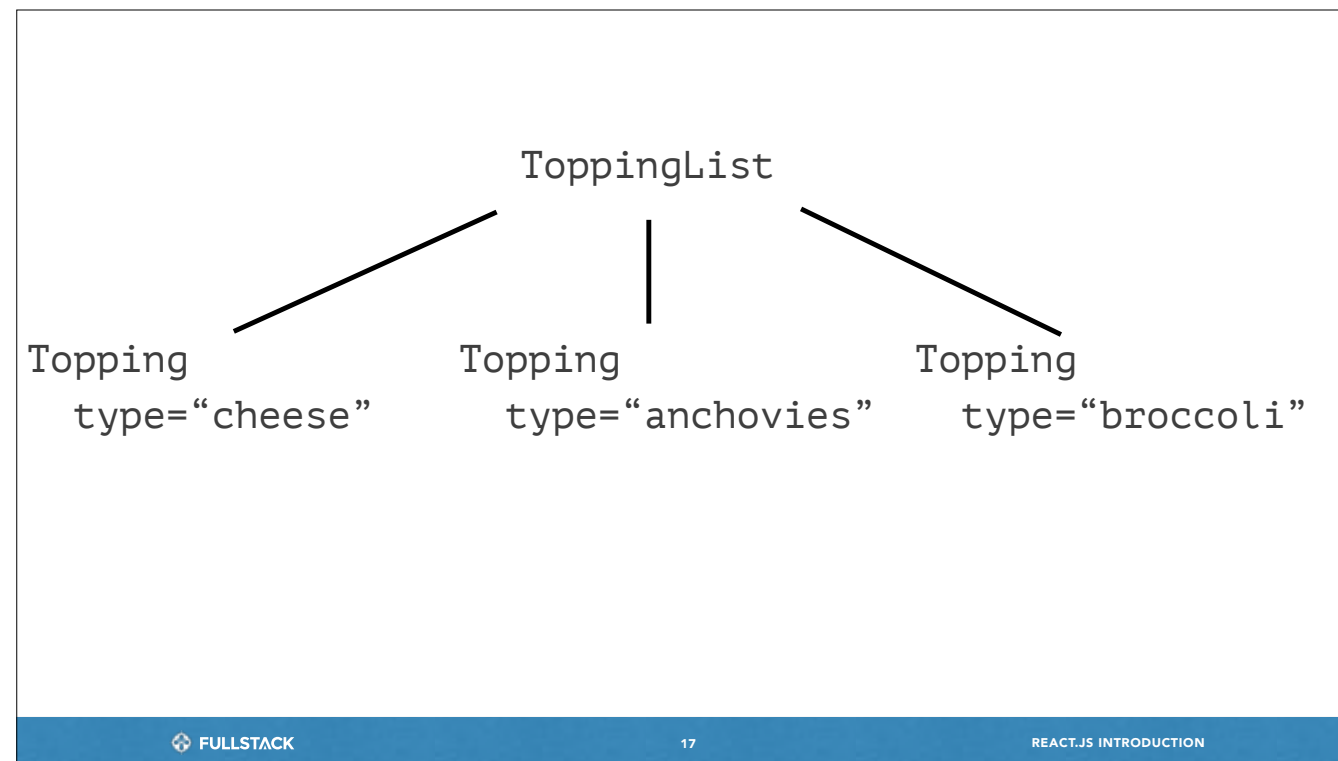 ToppingList
Topping
type=“cheese”
Topping
type=“anchovies”
Topping
type=“broccoli”
FULLSTACK
17
REACT.JS INTRODUCTION